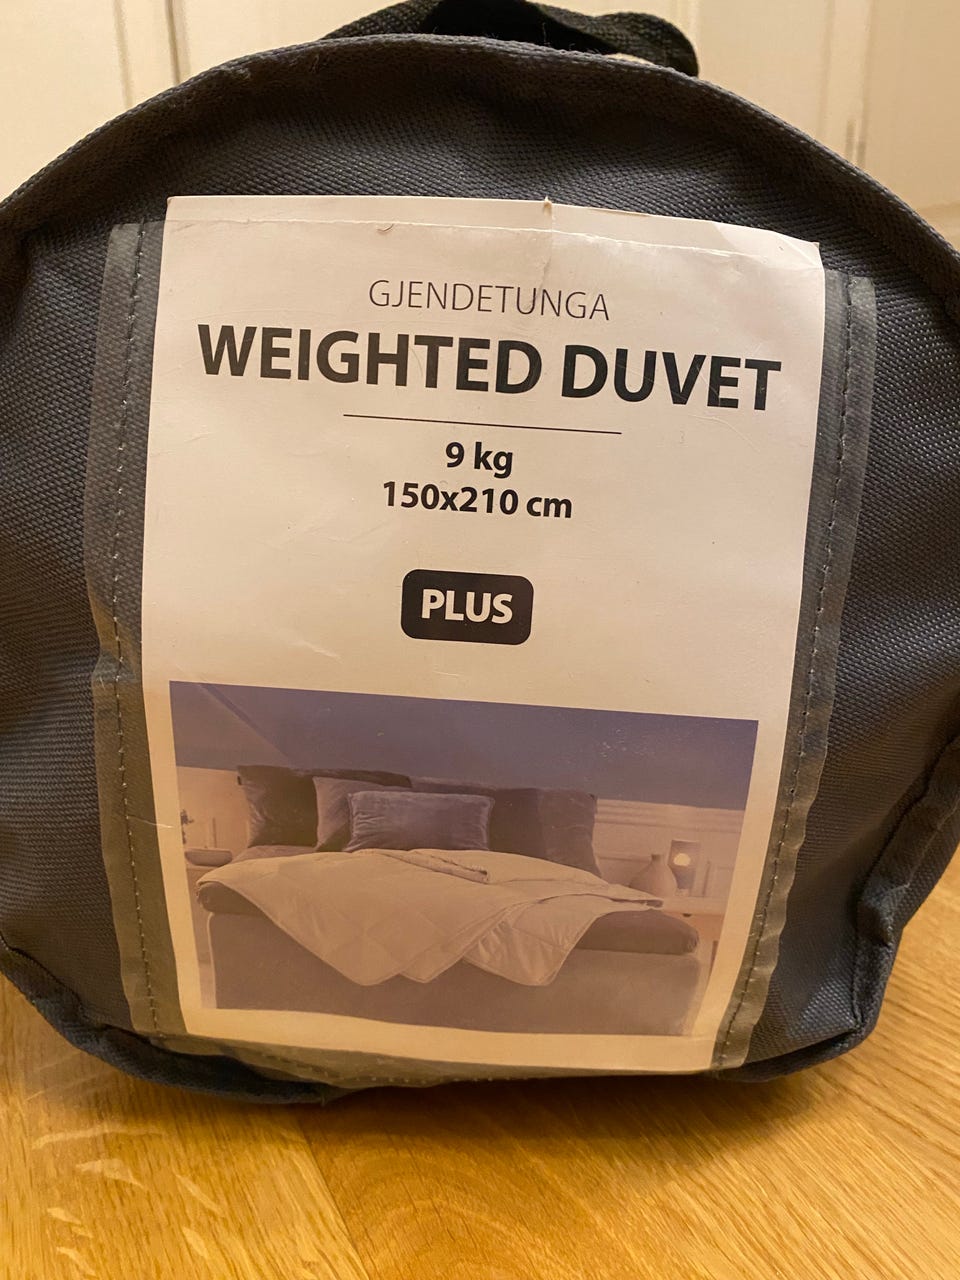 GJENDETUNGA
WEIGHTED DUVET
9 kg
150x210 cm
PLUS